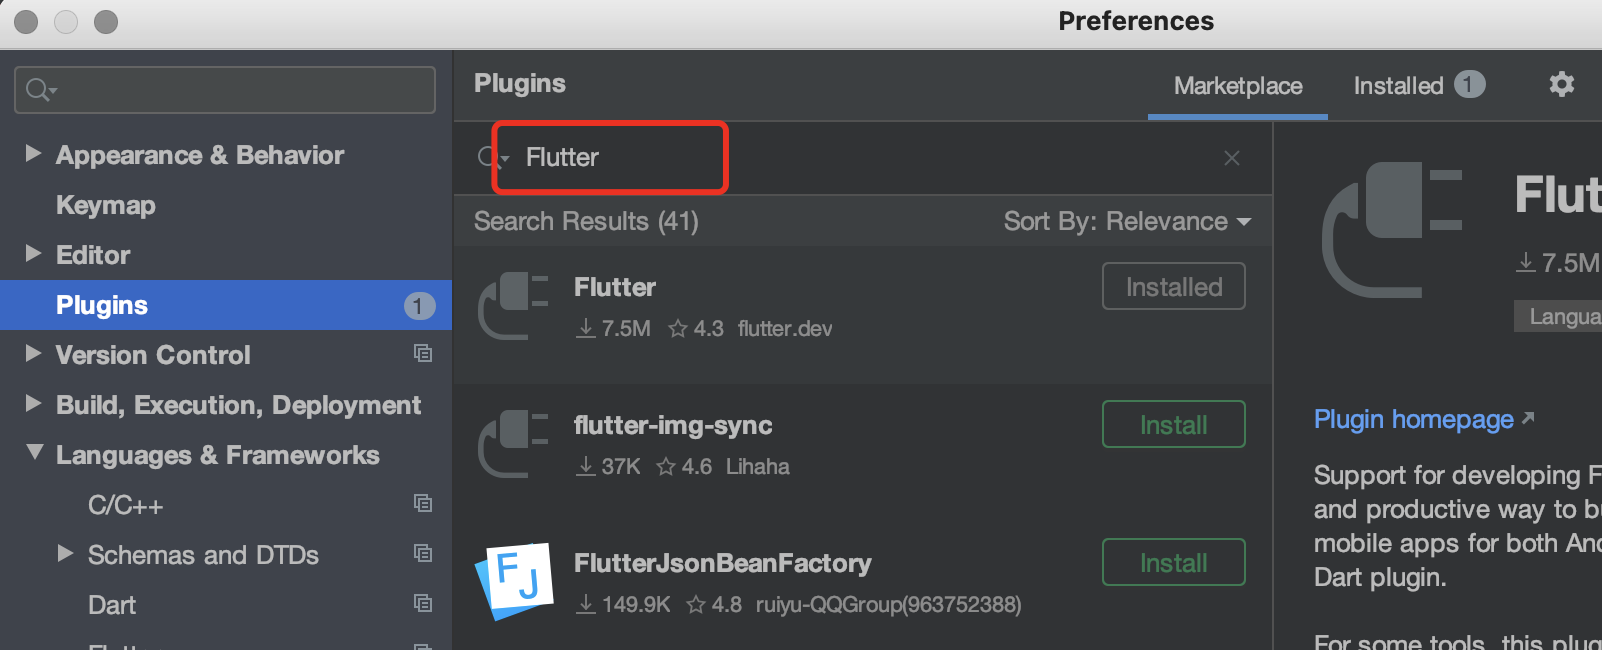 Preferences
Appearance & Behavior
Keymap
Editor
Plugins 1
Version Control
Build, Execution, Deployment
Languages & Frameworks
C/C++
Schemas and DTDs
Dart
Plugins
Marketplace
Installed 1
Flutter
Search Results (41)
Sort By: Relevance
Flutter
7.5M 4.3 flutter.dev
Installed
flutter-img-sync
37K 4.6 Lihaha
Install
FlutterJsonBeanFactory
149.9K 4.8 ruiyu-QQGroup(963752388)
Install
Flut
7.5M
Langua
Plugin homepage
Support for developing F
and productive way to bu
mobile apps for both And
Dart plugin.
For some tools, this plug